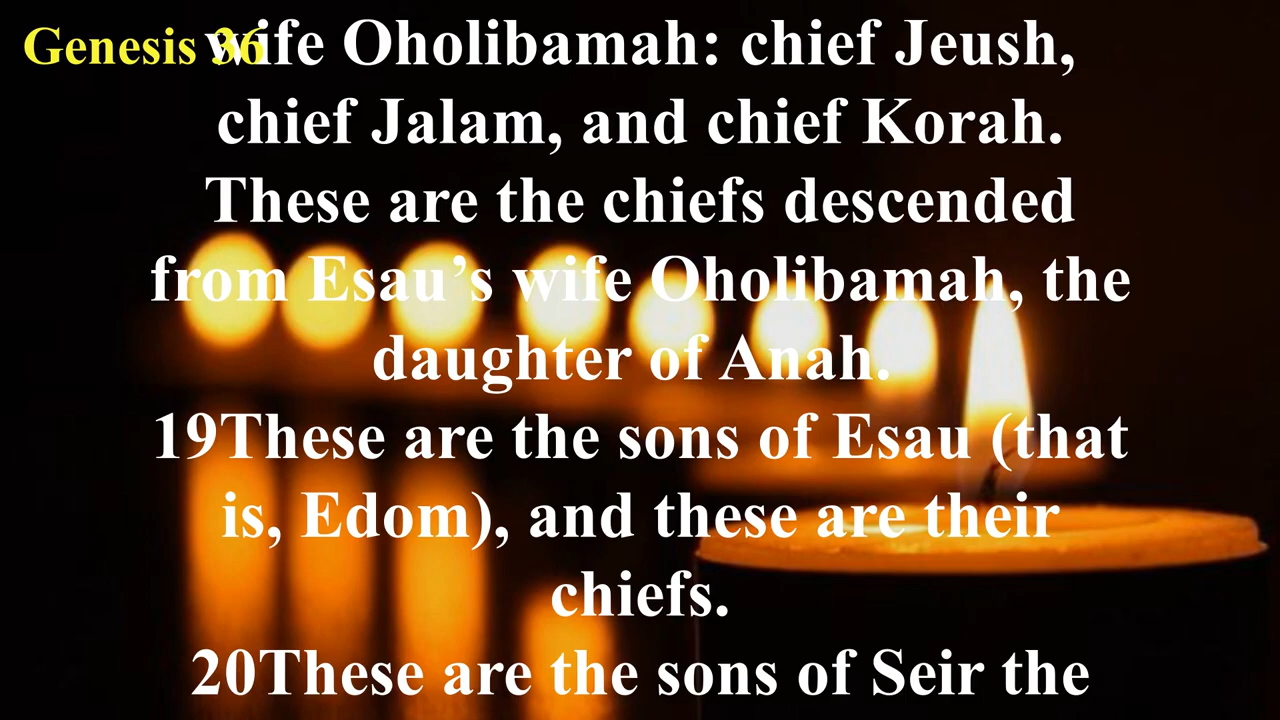 Genesis 36
wife Oholibamah: chief Jeush,
chief Jalam, and chief Korah.
These are the chiefs descended
from Esau’s wife Oholibamah, the
daughter of Anah.
19These are the sons of Esau (that
is, Edom), and these are their
chiefs.
20These are the sons of Seir the